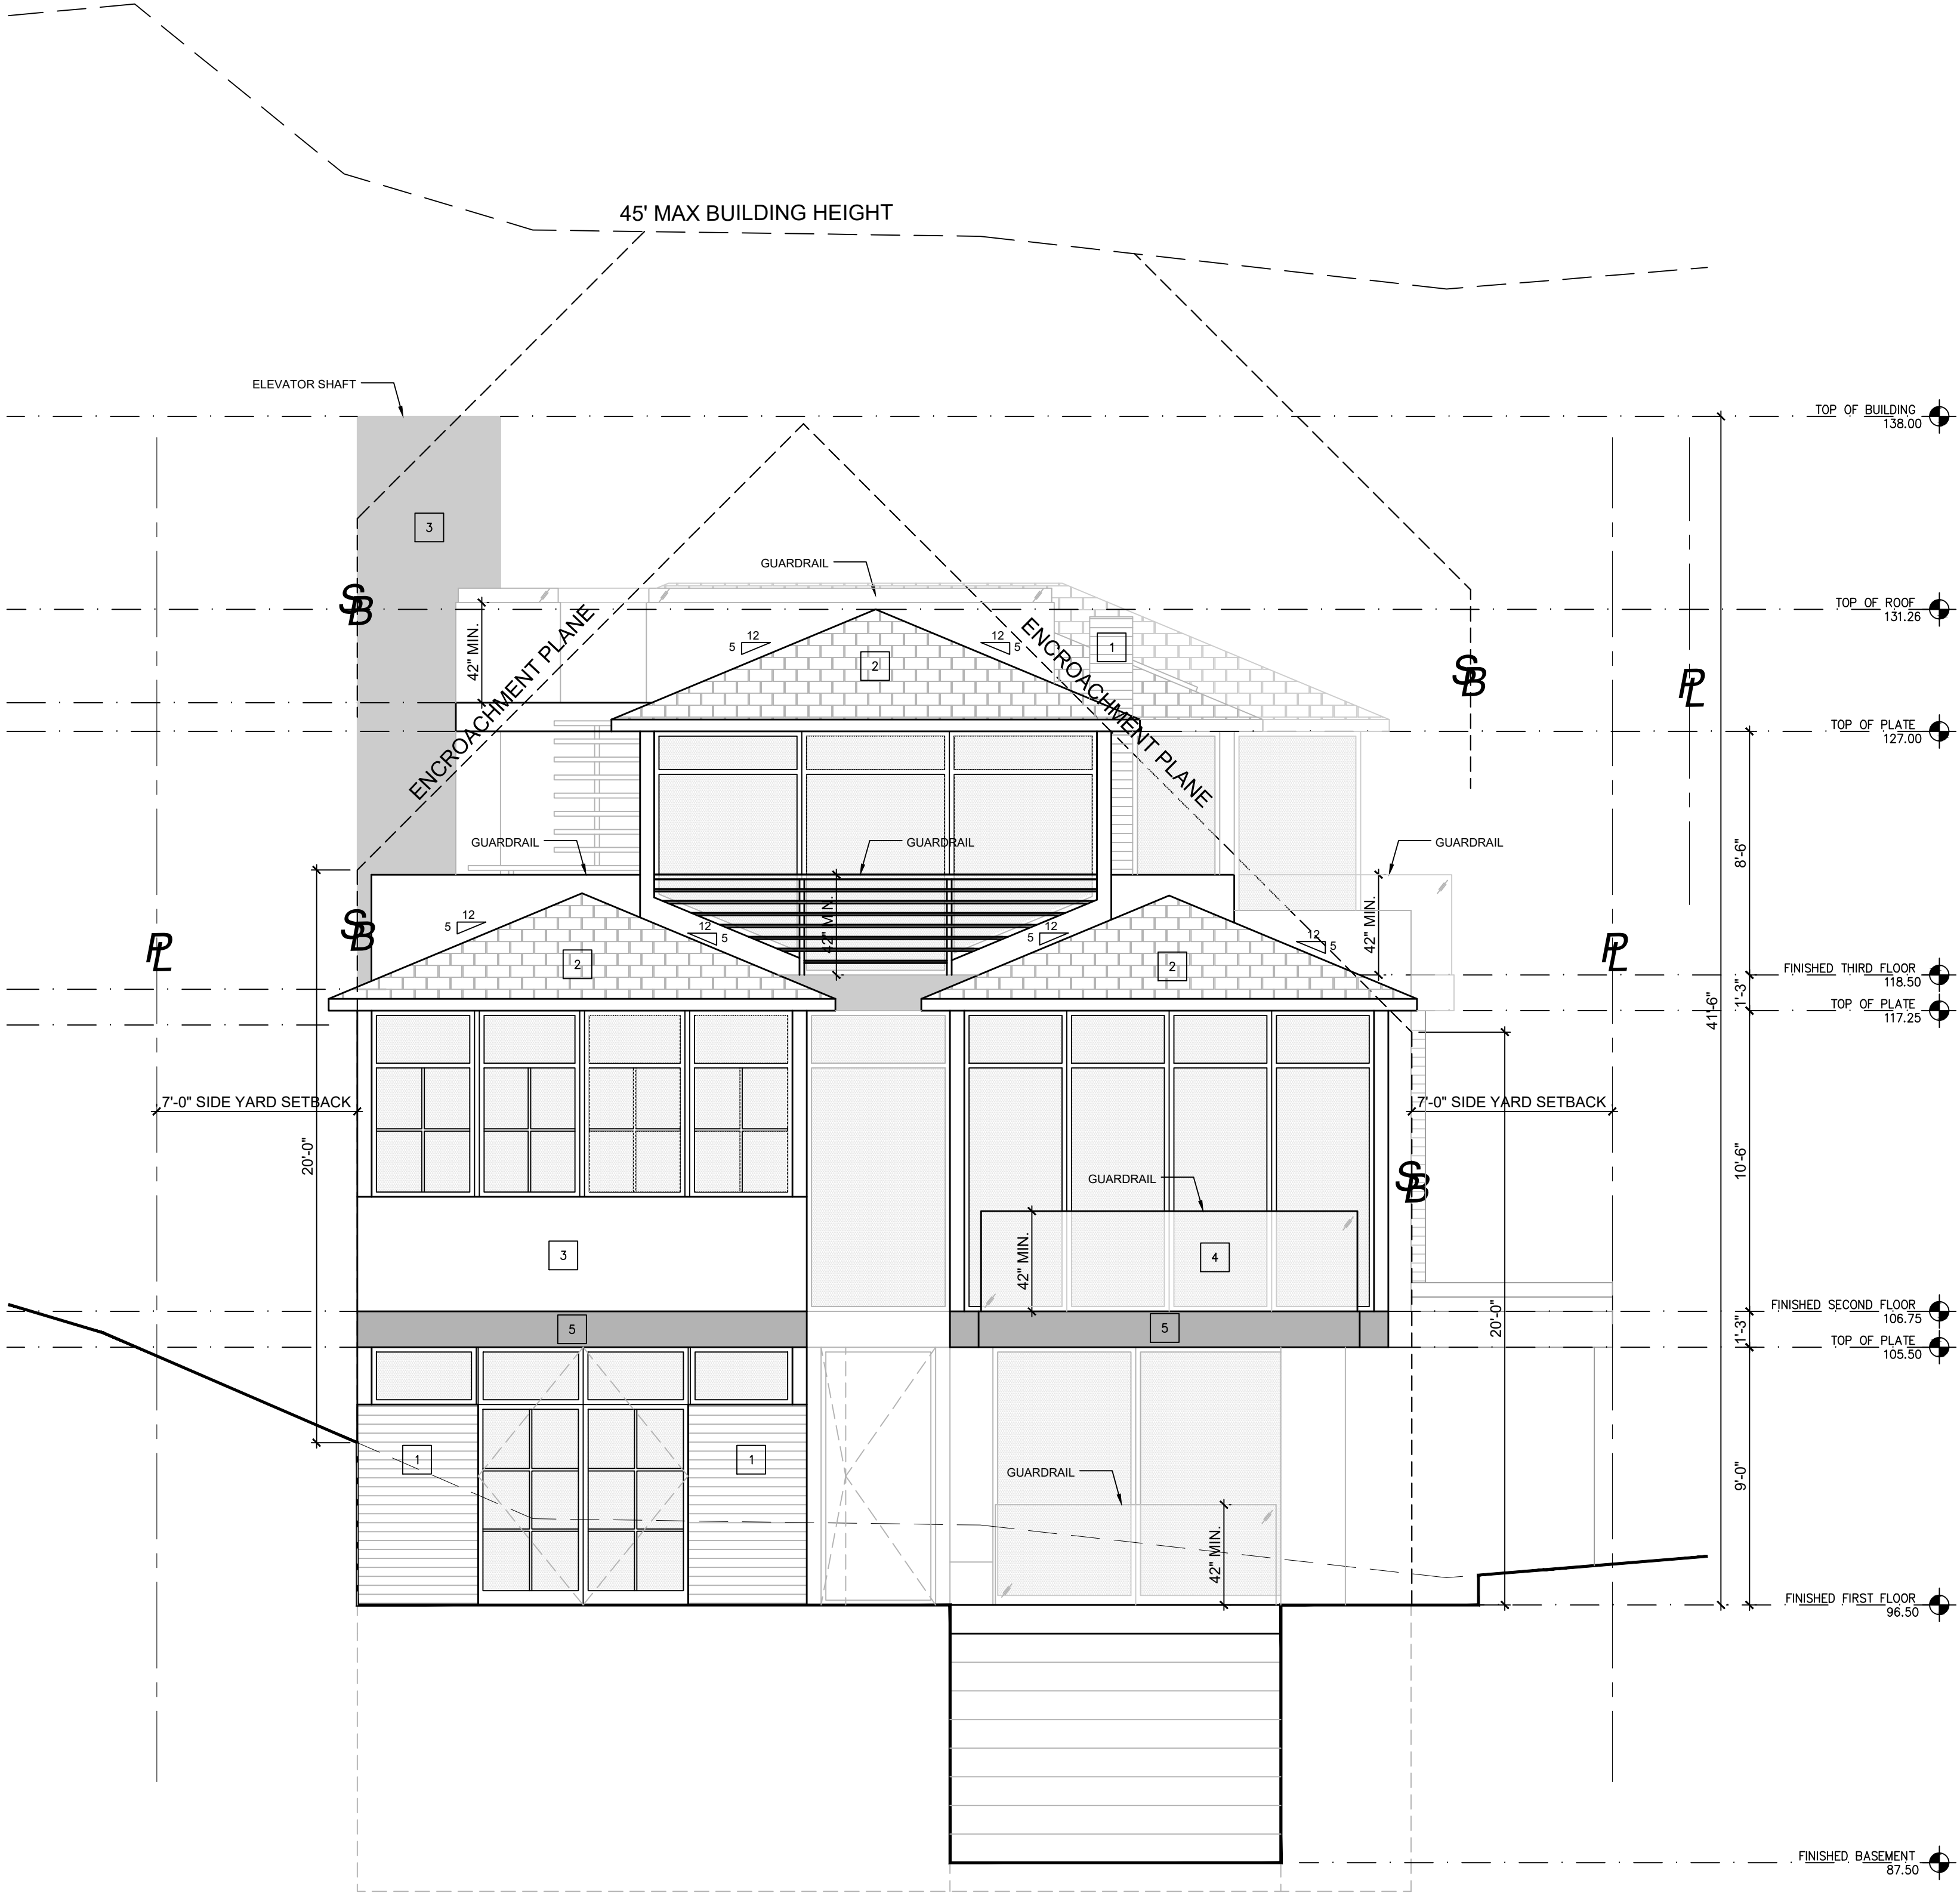 45' MAX BUILDING HEIGHT
ELEVATOR SHAFT
TOP OF BUILDING
138.00
3
GUARDRAIL
SB
TOP OF ROOF
131.26
42" MIN.
12
5
12
5
ENCROACHMENT PLANE
ENCROACHMENT PLANE
1
2
SB
PL
TOP OF PLATE
127.00
GUARDRAIL
GUARDRAIL
GUARDRAIL
8'-6"
42" MIN.
42" MIN.
12
5
12
5
12
5
12
5
SB
PL
PL
2
2
FINISHED THIRD FLOOR
118.50
1'-3"
TOP OF PLATE
117.25
41'-6"
7'-0" SIDE YARD SETBACK
7'-0" SIDE YARD SETBACK
20'-0"
10'-6"
GUARDRAIL
SB
42" MIN.
3
4
FINISHED SECOND FLOOR
106.75
20'-0"
5
5
1'-3"
TOP OF PLATE
105.50
1
1
GUARDRAIL
9'-0"
42" MIN.
FINISHED FIRST FLOOR
96.50
FINISHED BASEMENT
87.50